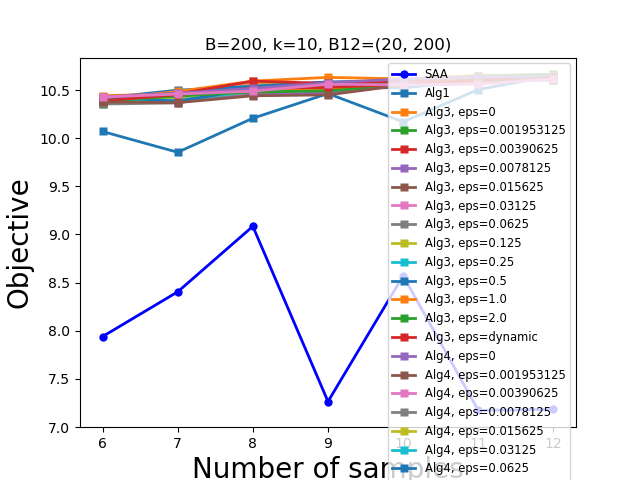 B=200, k=10, B12=(20, 200)
Objective
10.5
10.0
9.5
9.0
8.5
8.0
7.5
7.0
6 7 8 9 10 11 12
Number of samples
SAA
Alg1
Alg3, eps=0
Alg3, eps=0.001953125
Alg3, eps=0.00390625
Alg3, eps=0.0078125
Alg3, eps=0.015625
Alg3, eps=0.03125
Alg3, eps=0.0625
Alg3, eps=0.125
Alg3, eps=0.25
Alg3, eps=0.5
Alg3, eps=1.0
Alg3, eps=2.0
Alg3, eps=dynamic
Alg4, eps=0
Alg4, eps=0.001953125
Alg4, eps=0.00390625
Alg4, eps=0.0078125
Alg4, eps=0.015625
Alg4, eps=0.03125
Alg4, eps=0.0625